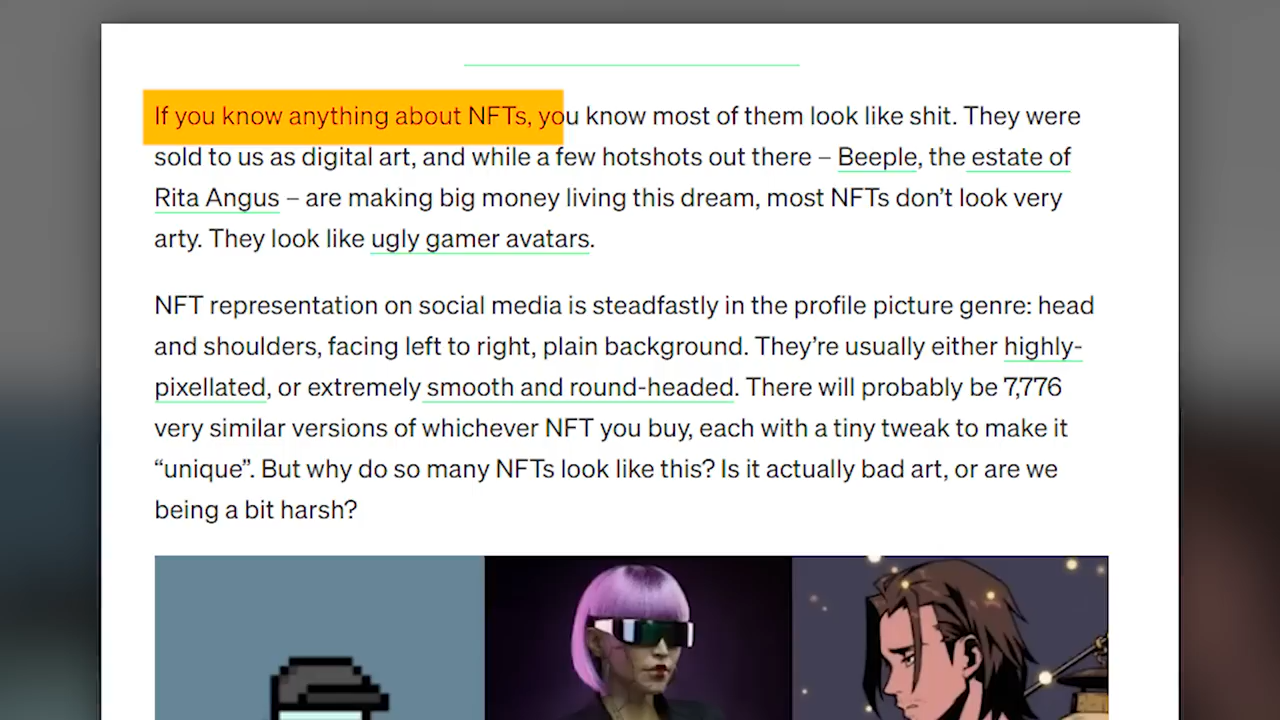 If you know anything about NFTs, you know most of them look like shit. They were
sold to us as digital art, and while a few hotshots out there – Beeple, the estate of
Rita Angus – are making big money living this dream, most NFTs don’t look very
arty. They look like ugly gamer avatars.
NFT representation on social media is steadfastly in the profile picture genre: head
and shoulders, facing left to right, plain background. They’re usually either highly-
pixellated, or extremely smooth and round-headed. There will probably be 7,776
very similar versions of whichever NFT you buy, each with a tiny tweak to make it
“unique”. But why do so many NFTs look like this? Is it actually bad art, or are we
being a bit harsh?